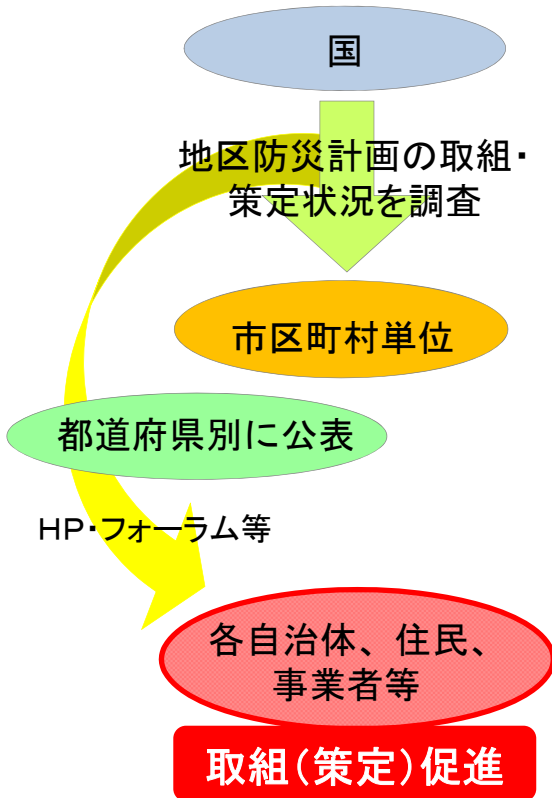 国
地区防災計画の取組・
策定状況を調査
市区町村単位
都道府県別に公表
HP・フォーラム等
各自治体、住民、
事業者等
取組(策定)促進